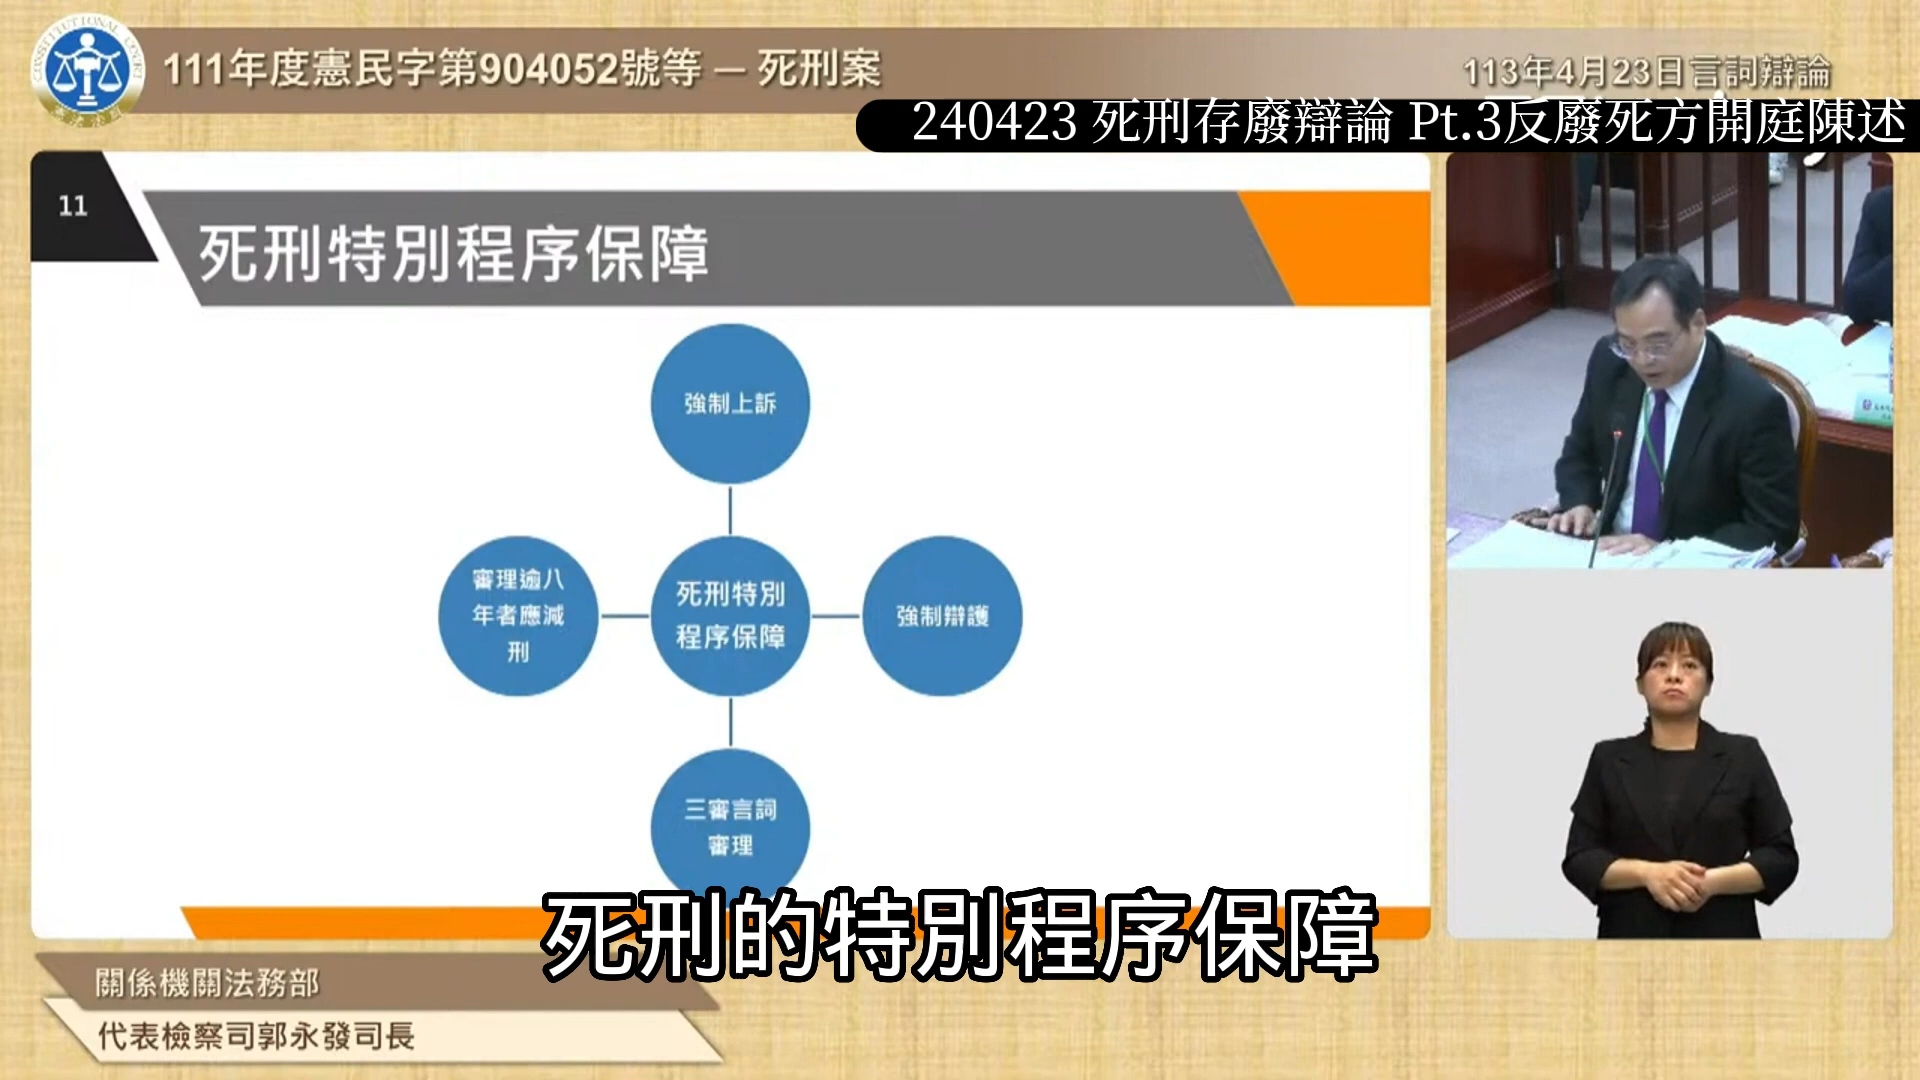 CONSTITUTIONAL COURT
111年度憲民字第904052號等 — 死刑案
113年4月23日言詞辯論
240423 死刑存廢辯論 Pt.3反廢死方開庭陳述
11
死刑特別程序保障
強制上訴
審理逾八
年者應減
刑
死刑特別
程序保障
強制辯護
三審言詞
審理
死刑的特別程序保障
關係機關法務部
代表檢察司郭永發司長